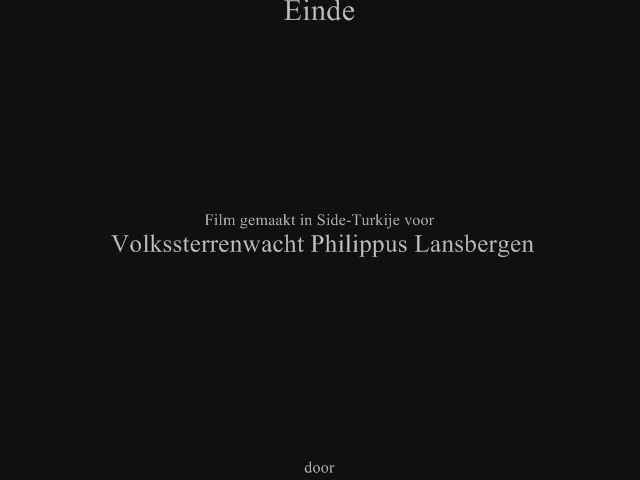 Einde
Film gemaakt in Side-Turkije voor
Volkssterrenwacht Philippus Lansbergen
door